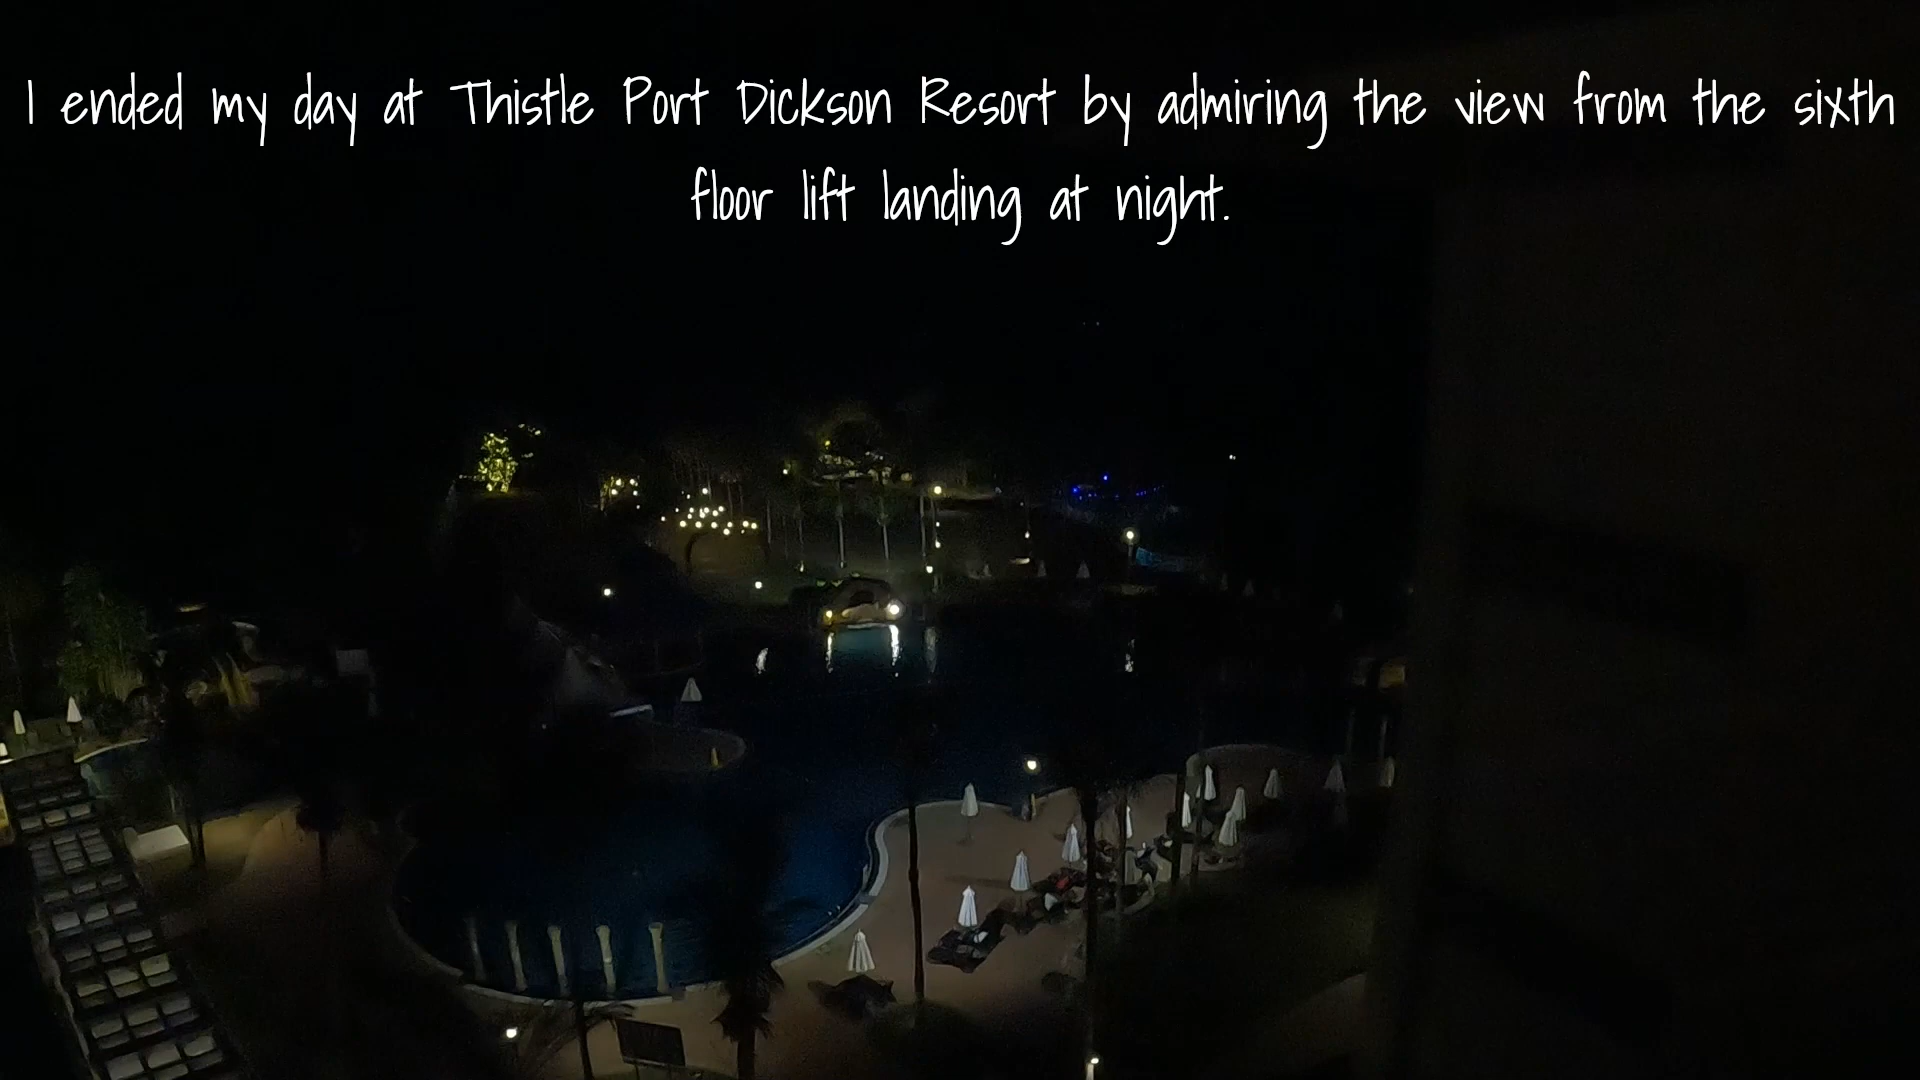 I ended my day at Thistle Port Dickson Resort by admiring the view from the sixth
floor lift landing at night.